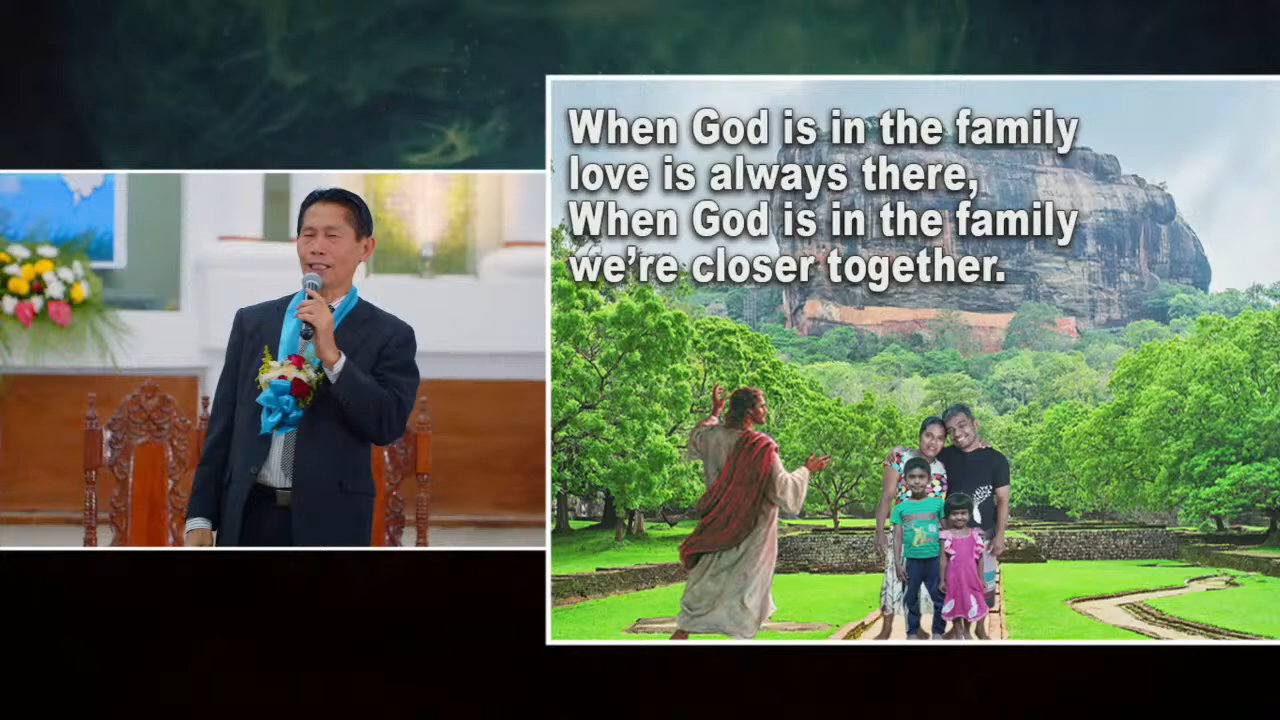 When God is in the family
love is always there,
When God is in the family
we're closer together.